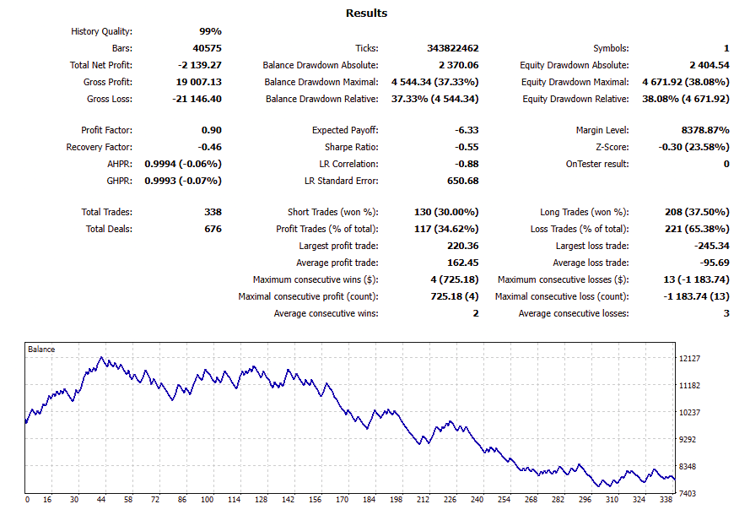 Results
History Quality: 99%
Bars: 40575 Ticks: 343822462 Symbols: 1
Total Net Profit: -2 139.27 Balance Drawdown Absolute: 2 370.06 Equity Drawdown Absolute: 2 404.54
Gross Profit: 19 007.13 Balance Drawdown Maximal: 4 544.34 (37.33%) Equity Drawdown Maximal: 4 671.92 (38.08%)
Gross Loss: -21 146.40 Balance Drawdown Relative: 37.33% (4 544.34) Equity Drawdown Relative: 38.08% (4 671.92)
Profit Factor: 0.90 Expected Payoff: -6.33 Margin Level: 8378.87%
Recovery Factor: -0.46 Sharpe Ratio: -0.55 Z-Score: -0.30 (23.58%)
AHPR: 0.9994 (-0.06%) LR Correlation: -0.88 OnTester result: 0
GHPR: 0.9993 (-0.07%) LR Standard Error: 650.68
Total Trades: 338 Short Trades (won %): 130 (30.00%) Long Trades (won %): 208 (37.50%)
Total Deals: 676 Profit Trades (% of total): 117 (34.62%) Loss Trades (% of total): 221 (65.38%)
Largest profit trade: 220.36 Largest loss trade: -245.34
Average profit trade: 162.45 Average loss trade: -95.69
Maximum consecutive wins ($): 4 (725.18) Maximum consecutive losses ($): 13 (-1 183.74)
Maximal consecutive profit (count): 725.18 (4) Maximal consecutive loss (count): -1 183.74 (13)
Average consecutive wins: 2 Average consecutive losses: 3
Balance
12127
11182
10237
9292
8348
7403
0 16 30 44 58 72 86 100 114 128 142 156 170 184 198 212 226 240 254 268 282 296 310 324 338